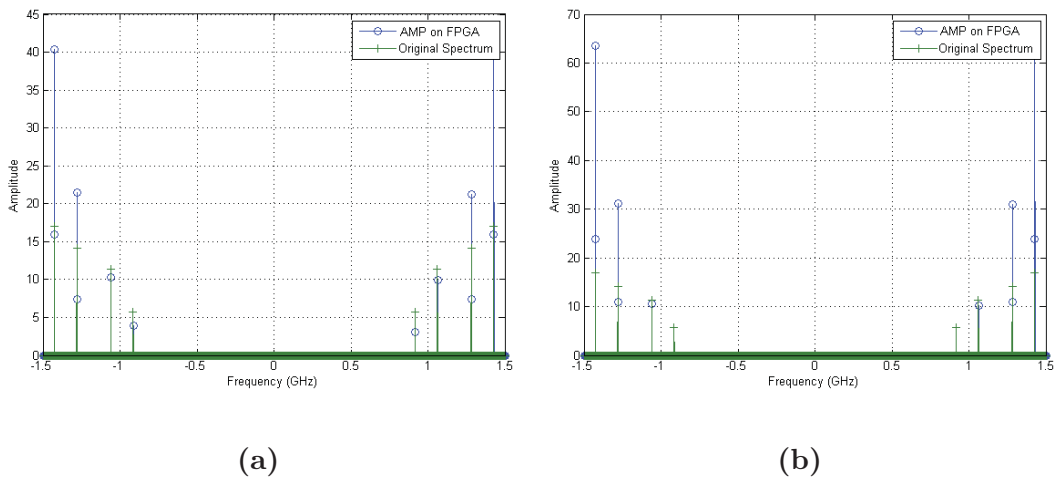 45
40
35
30
25
20
15
10
5
0
Amplitude
-1.5 -1 -0.5 0 0.5 1 1.5
Frequency (GHz)
AMP on FPGA
Original Spectrum
(a)
70
60
50
40
30
20
10
0
Amplitude
-1.5 -1 -0.5 0 0.5 1 1.5
Frequency (GHz)
AMP on FPGA
Original Spectrum
(b)